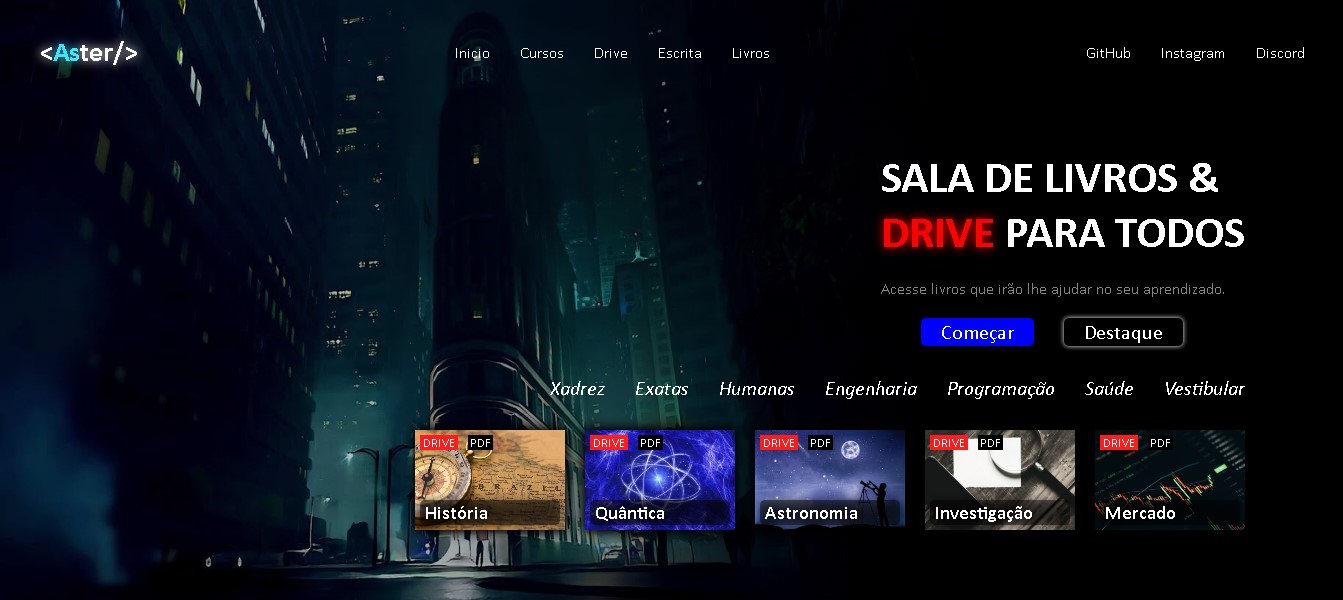 <Aster/>
Inicio Cursos Drive Escrita Livros
GitHub Instagram Discord
SALA DE LIVROS &
DRIVE PARA TODOS
Acesse livros que irão lhe ajudar no seu aprendizado.
Começar Destaque
Xadrez Exatas Humanas Engenharia Programação Saúde Vestibular
DRIVE PDF
História
DRIVE PDF
Quântica
DRIVE PDF
Astronomia
DRIVE PDF
Investigação
DRIVE PDF
Mercado